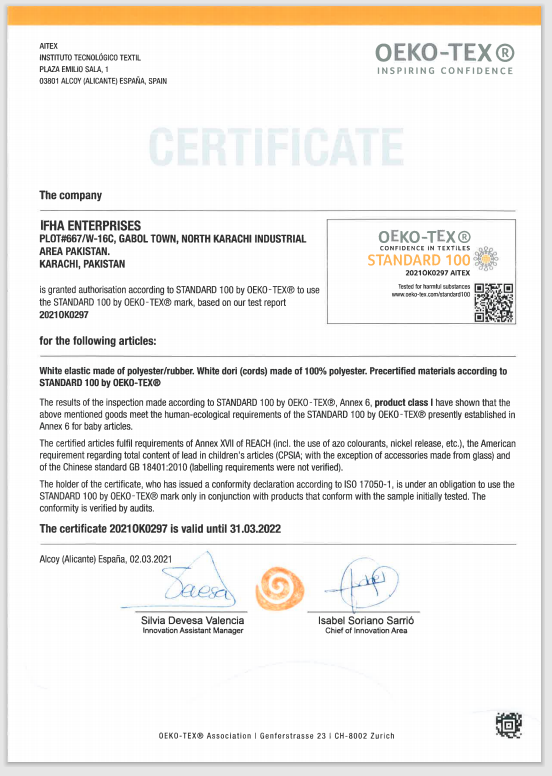 AITEX
INSTITUTO TECNOLÓGICO TEXTIL
PLAZA EMILIO SALA, 1
03801 ALCOY (ALICANTE) ESPAÑA, SPAIN
OEKO-TEX®
INSPIRING CONFIDENCE
CERTIFICATE
The company
IFHA ENTERPRISES
PLOT#667/W-16C, GABOL TOWN, NORTH KARACHI INDUSTRIAL
AREA PAKISTAN.
KARACHI, PAKISTAN
is granted authorisation according to STANDARD 100 by OEKO-TEX® to use
the STANDARD 100 by OEKO-TEX® mark, based on our test report
2021OK0297
OEKO-TEX®
CONFIDENCE IN TEXTILES
STANDARD 100
2021OK0297 AITEX
Tested for harmful substances
www.oeko-tex.com/standard100
for the following articles:
White elastic made of polyester/rubber. White dori (cords) made of 100% polyester. Precertified materials according to
STANDARD 100 by OEKO-TEX®
The results of the inspection made according to STANDARD 100 by OEKO-TEX®, Annex 6, product class I have shown that the
above mentioned goods meet the human-ecological requirements of the STANDARD 100 by OEKO-TEX® presently established in
Annex 6 for baby articles.
The certified articles fulfil requirements of Annex XVII of REACH (incl. the use of azo colourants, nickel release, etc.), the American
requirement regarding total content of lead in children's articles (CPSIA; with the exception of accessories made from glass) and
of the Chinese standard GB 18401:2010 (labelling requirements were not verified).
The holder of the certificate, who has issued a conformity declaration according to ISO 17050-1, is under an obligation to use the
STANDARD 100 by OEKO-TEX® mark only in conjunction with products that conform with the sample initially tested. The
conformity is verified by audits.
The certificate 2021OK0297 is valid until 31.03.2022
Alcoy (Alicante) España, 02.03.2021
Silvia Devesa Valencia
Innovation Assistant Manager
Isabel Soriano Sarrió
Chief of Innovation Area
OEKO-TEX® Association | Genferstrasse 23 | CH-8002 Zurich